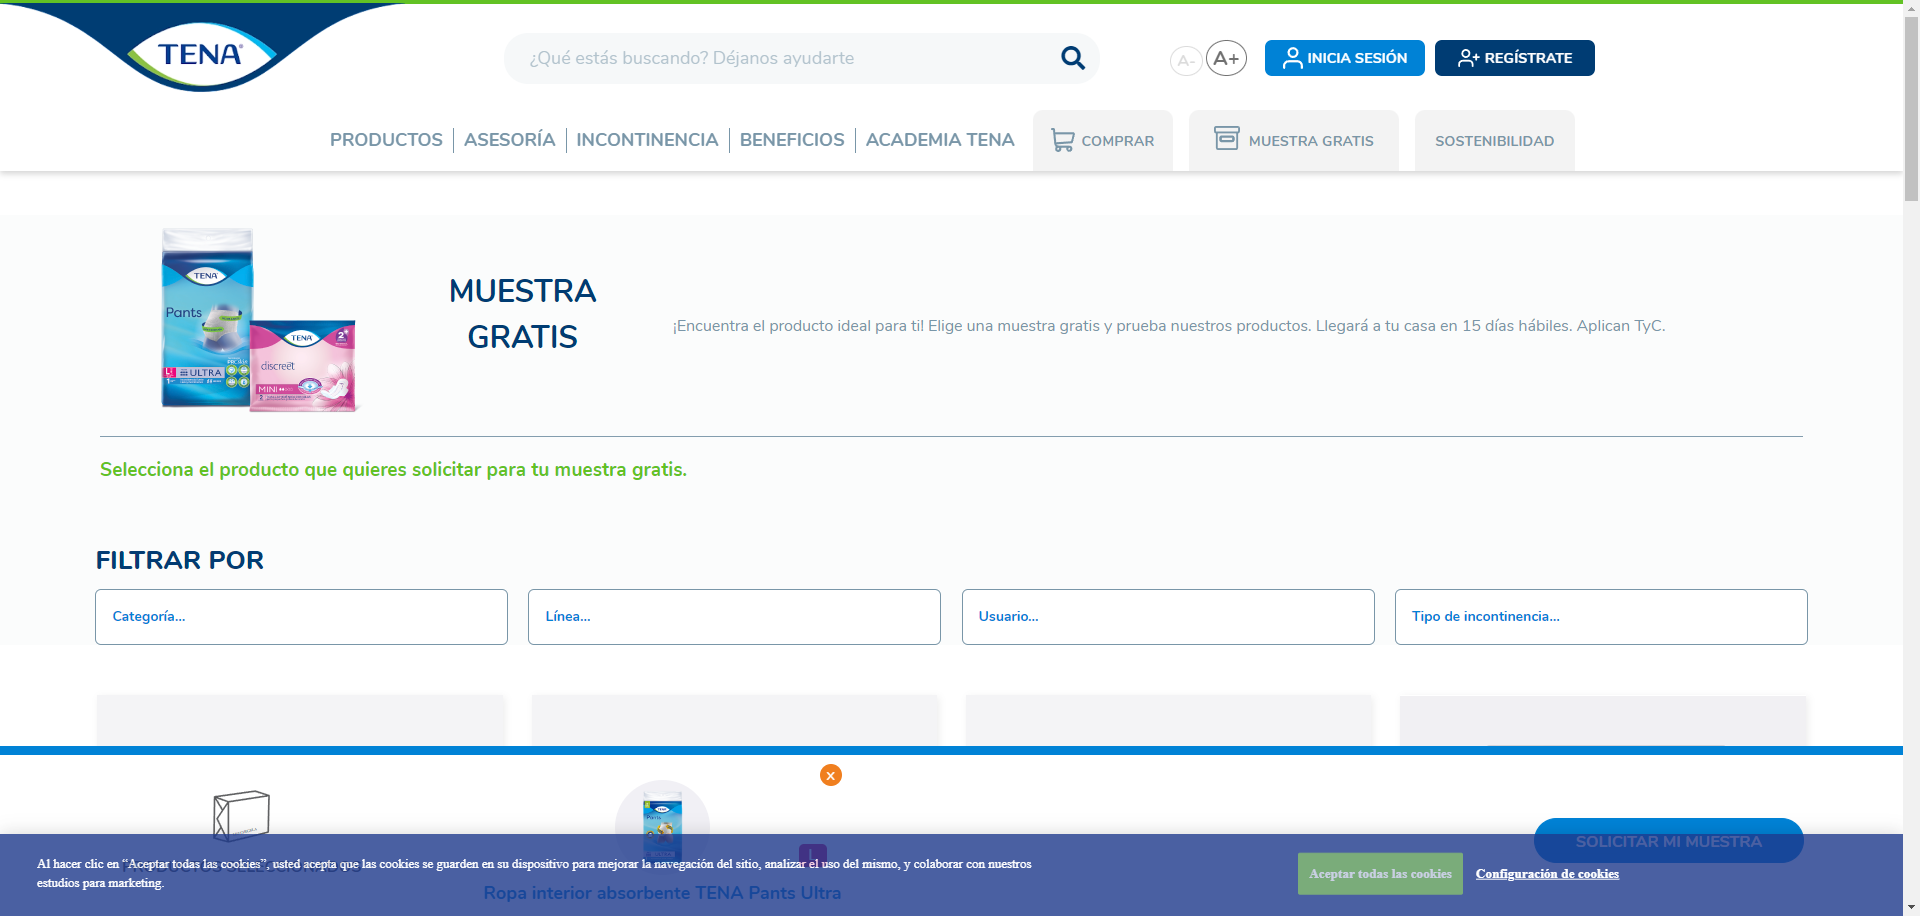 TENA
¿Qué estás buscando? Déjanos ayudarte
A-
A+
INICIA SESIÓN
REGÍSTRATE
PRODUCTOS
ASESORÍA
INCONTINENCIA
BENEFICIOS
ACADEMIA TENA
COMPRAR
MUESTRA GRATIS
SOSTENIBILIDAD
TENA
Pants
ULTRA
TENA
discreet
MINI
MUESTRA
GRATIS
¡Encuentra el producto ideal para ti! Elige una muestra gratis y prueba nuestros productos. Llegará a tu casa en 15 días hábiles. Aplican TyC.
Selecciona el producto que quieres solicitar para tu muestra gratis.
FILTRAR POR
Categoría...
Línea...
Usuario...
Tipo de incontinencia...
x
TENA
Pants
SOLICITAR MI MUESTRA
PRODUCTOS SELECCIONADOS
L
Al hacer clic en “Aceptar todas las cookies”, usted acepta que las cookies se guarden en su dispositivo para mejorar la navegación del sitio, analizar el uso del mismo, y colaborar con nuestros
estudios para marketing.
Aceptar todas las cookies
Configuración de cookies
Ropa interior absorbente TENA Pants Ultra